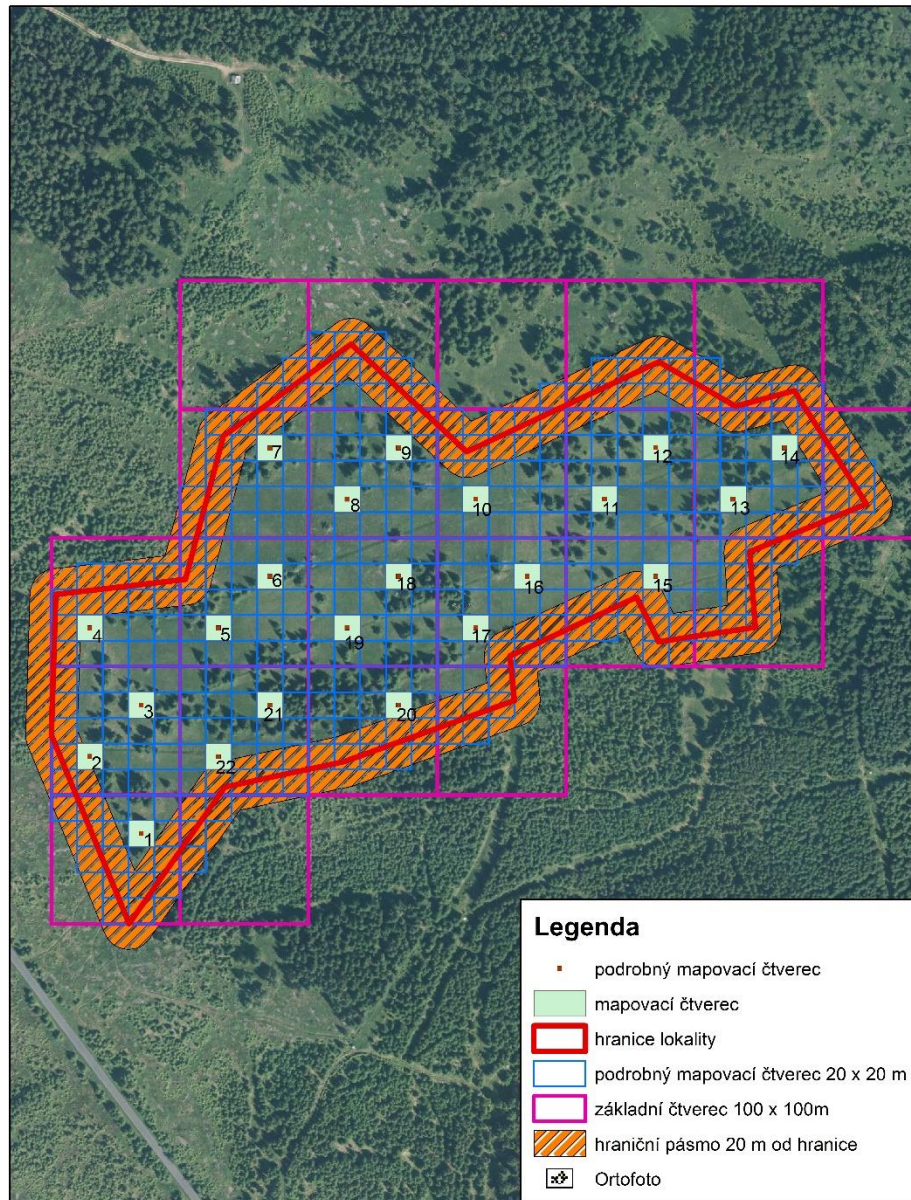 7
9
12
14
8
10
11
13
6
18
16
15
4
5
19
17
3
21
20
2
22
1
Legenda
podrobný mapovací čtverec
mapovací čtverec
hranice lokality
podrobný mapovací čtverec 20 x 20 m
základní čtverec 100 x 100m
hraniční pásmo 20 m od hranice
Ortofoto